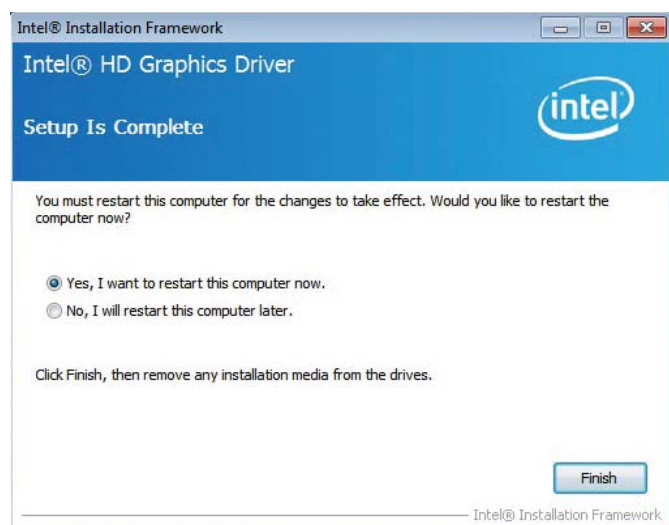 Intel® Installation Framework
Intel® HD Graphics Driver
intel®
Setup Is Complete
You must restart this computer for the changes to take effect. Would you like to restart the
computer now?
Yes, I want to restart this computer now.
No, I will restart this computer later.
Click Finish, then remove any installation media from the drives.
Finish
Intel® Installation Framework